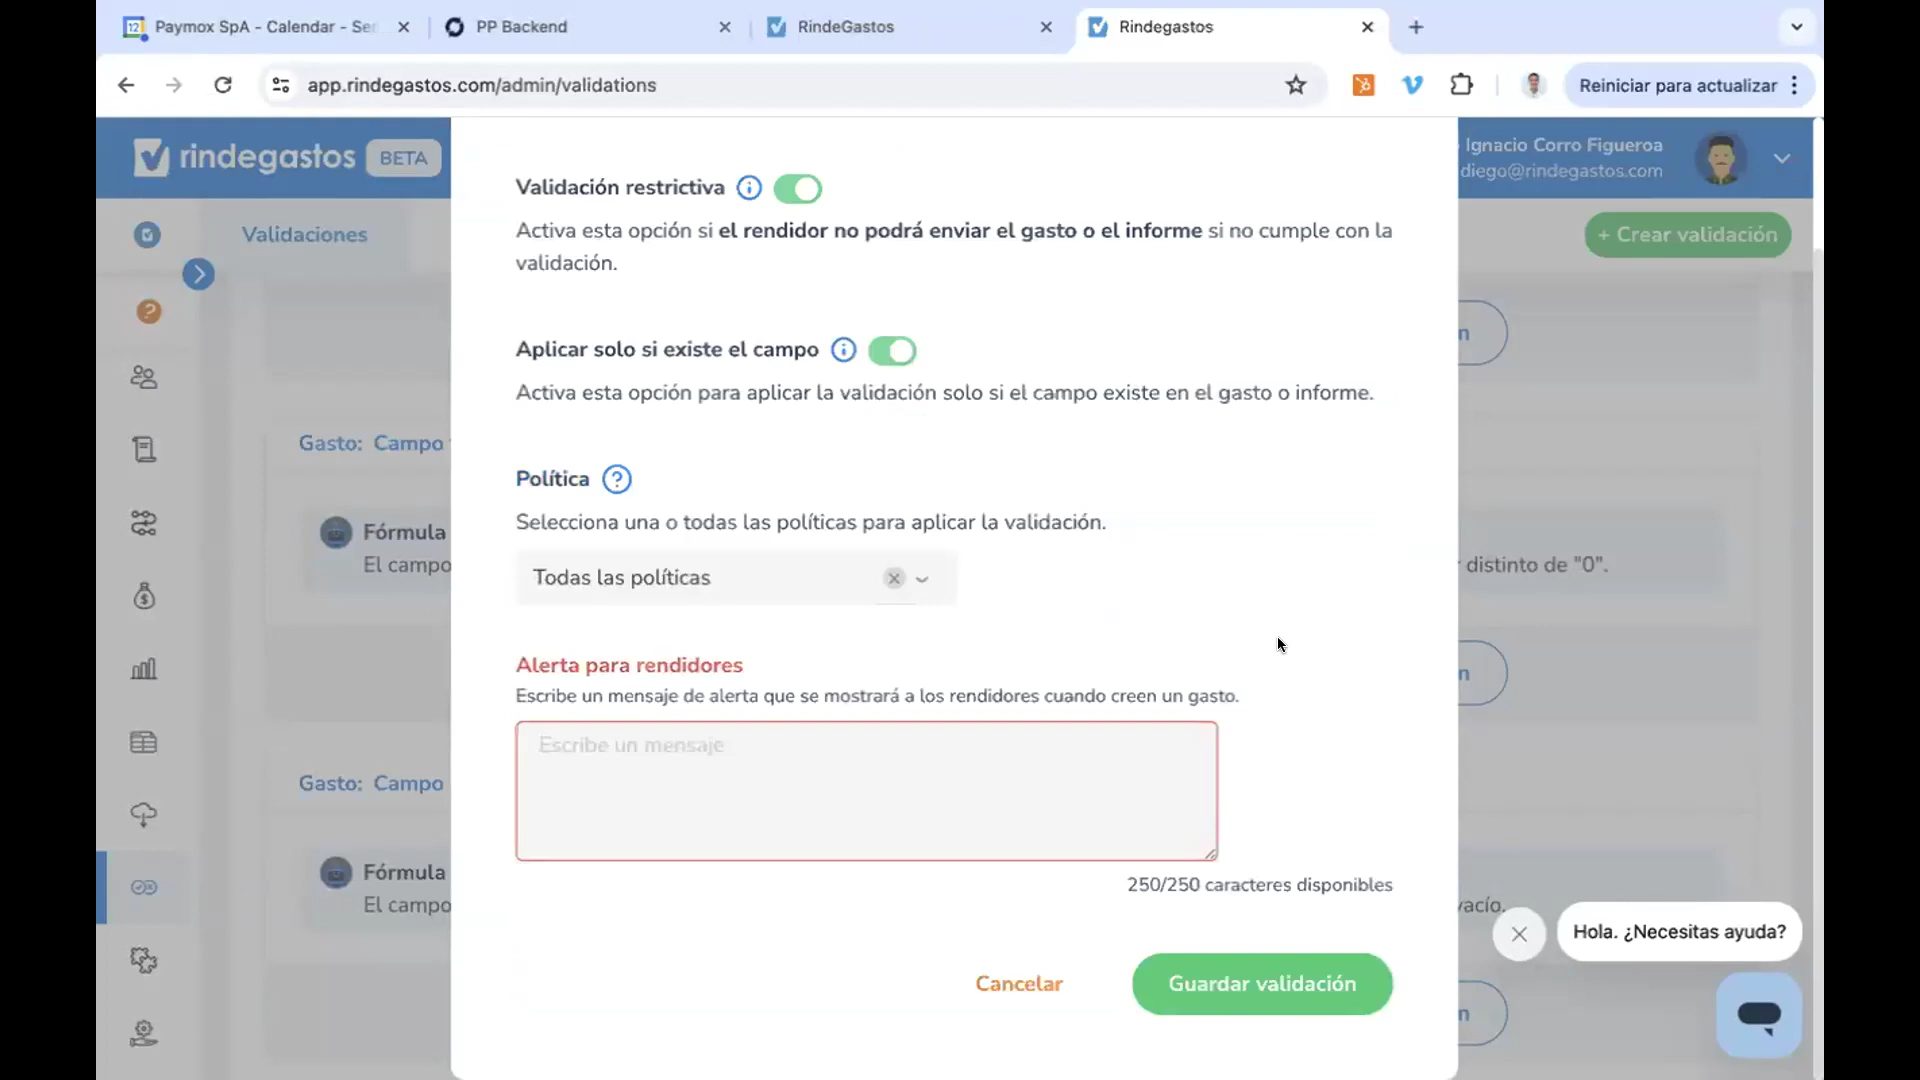 Paymox SpA - Calendar - Ser
PP Backend
RindeGastos
Rindegastos
app.rindegastos.com/admin/validations
Reiniciar para actualizar
rindegastos
BETA
Ignacio Corro Figueroa
diego@rindegastos.com
Validaciones
+ Crear validación
Validación restrictiva
Activa esta opción si el rendidor no podrá enviar el gasto o el informe si no cumple con la
validación.
Aplicar solo si existe el campo
Activa esta opción para aplicar la validación solo si el campo existe en el gasto o informe.
Política
Selecciona una o todas las políticas para aplicar la validación.
Todas las políticas
Alerta para rendidores
Escribe un mensaje de alerta que se mostrará a los rendidores cuando creen un gasto.
Escribe un mensaje
250/250 caracteres disponibles
Cancelar
Guardar validación
Gasto: Campo
Fórmula
El campo
distinto de "0".
Gasto: Campo
Fórmula
El campo
vacío.
Hola. ¿Necesitas ayuda?